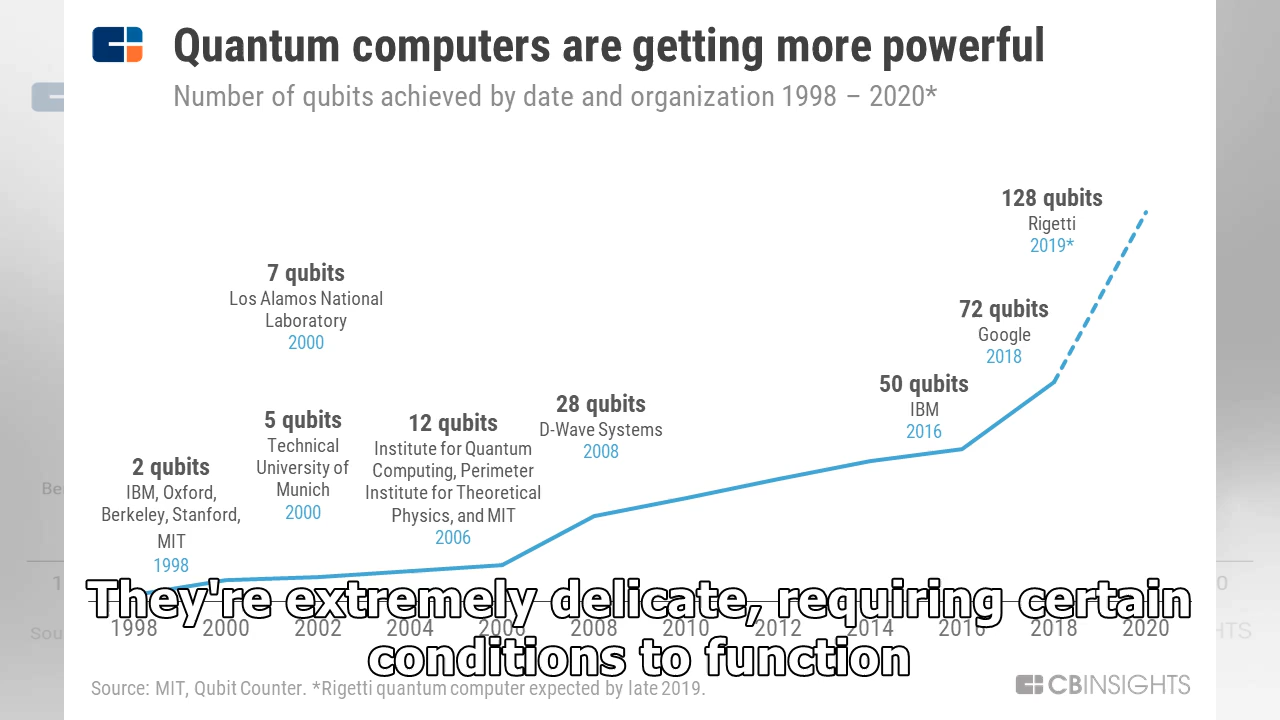 Quantum computers are getting more powerful
Number of qubits achieved by date and organization 1998 – 2020*
128 qubits
Rigetti
2019*
7 qubits
Los Alamos National
Laboratory
2000
72 qubits
Google
2018
50 qubits
IBM
2016
28 qubits
D-Wave Systems
2008
5 qubits
Technical
University of
Munich
2000
12 qubits
Institute for Quantum
Computing, Perimeter
Institute for Theoretical
Physics, and MIT
2006
2 qubits
IBM, Oxford,
Berkeley, Stanford,
MIT
1998
They're extremely delicate, requiring certain
conditions to function
1998 2000 2002 2004 2006 2008 2010 2012 2014 2016 2018 2020
Source: MIT, Qubit Counter. *Rigetti quantum computer expected by late 2019.
CBINSIGHTS